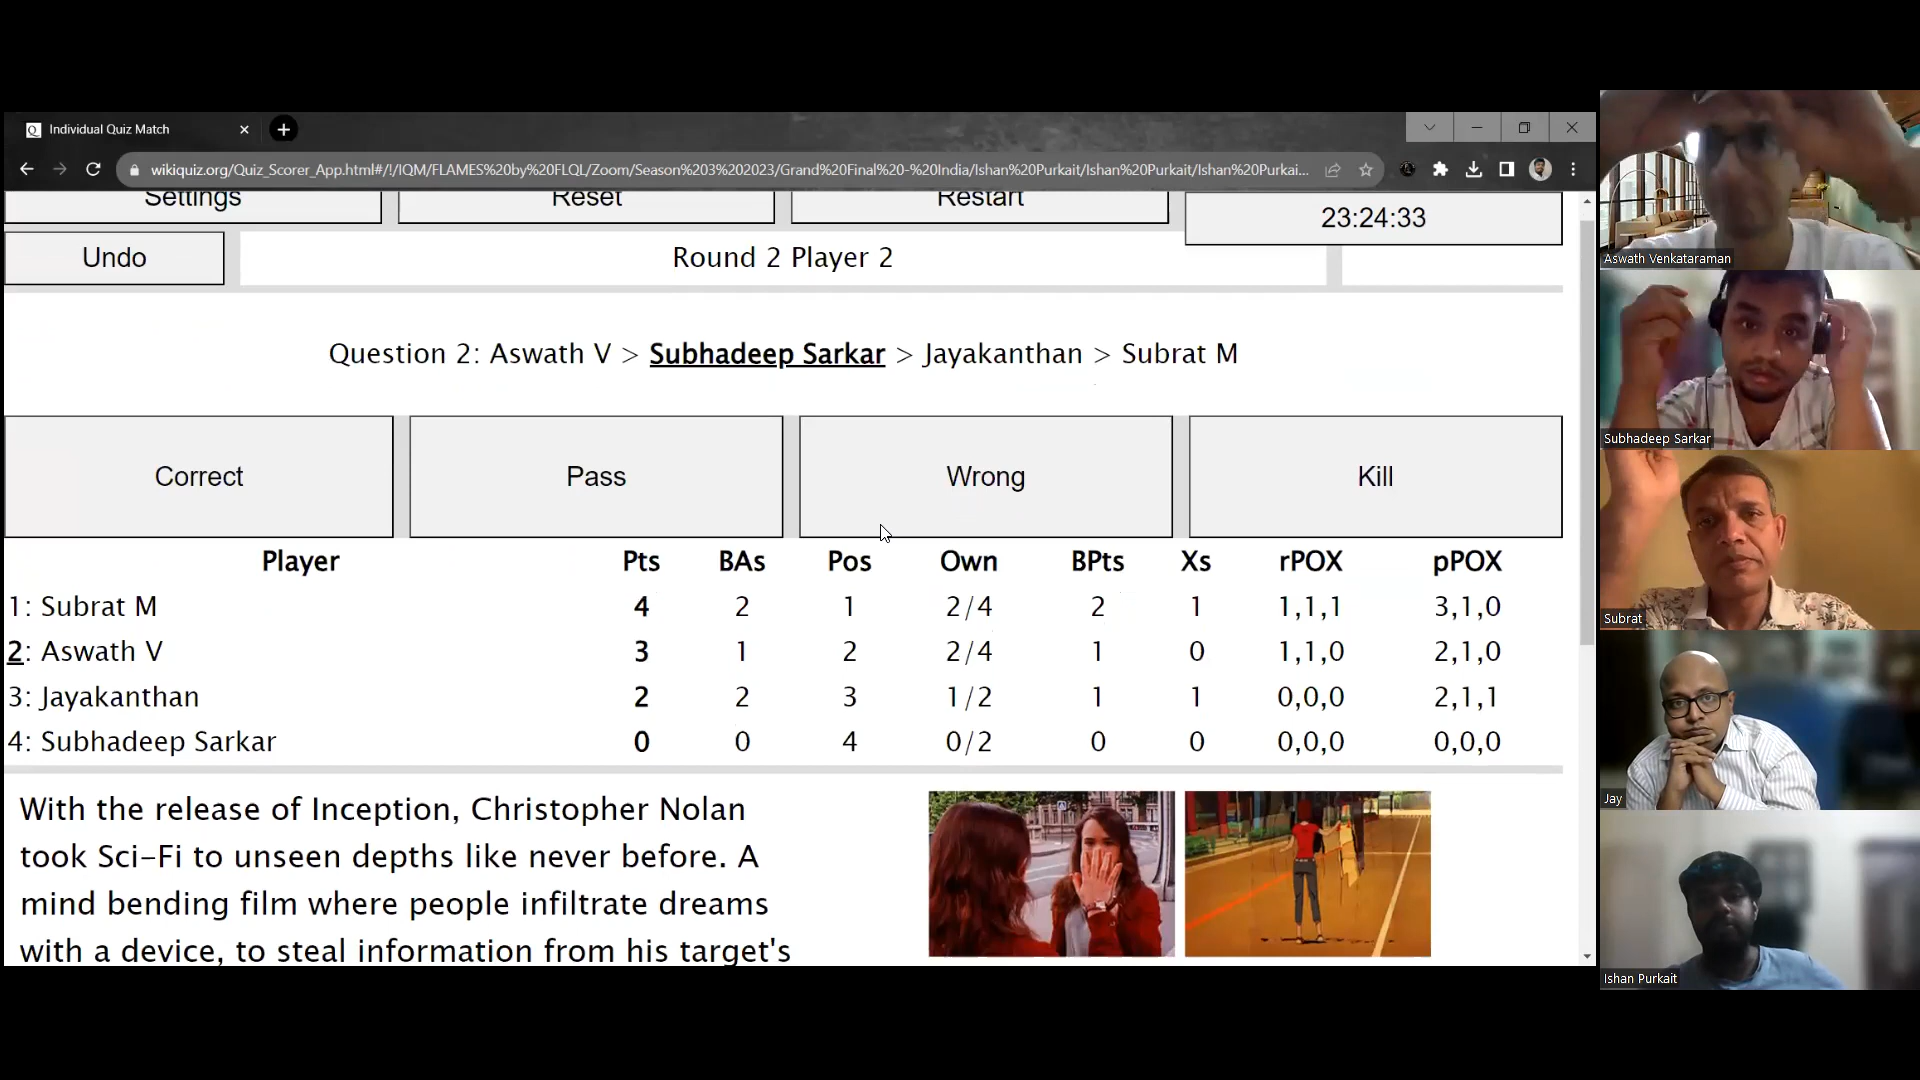 Individual Quiz Match
wikiquiz.org/Quiz_Scorer_App.html#/!/IQM/FLAMES%20by%20FLQL/Zoom/Season%203%202023/Grand%20Final%20-%20India/Ishan%20Purkait/Ishan%20Purkait/Ishan%20Purkai...
Settings Reset Restart 23:24:33
Undo Round 2 Player 2
Question 2: Aswath V > Subhadeep Sarkar > Jayakanthan > Subrat M
Correct Pass Wrong Kill
Player Pts BAs Pos Own BPts Xs rPOX pPOX
1: Subrat M 4 2 1 2/4 2 1 1,1,1 3,1,0
2: Aswath V 3 1 2 2/4 1 0 1,1,0 2,1,0
3: Jayakanthan 2 2 3 1/2 1 1 0,0,0 2,1,1
4: Subhadeep Sarkar 0 0 4 0/2 0 0 0,0,0 0,0,0
With the release of Inception, Christopher Nolan
took Sci-Fi to unseen depths like never before. A
mind bending film where people infiltrate dreams
with a device, to steal information from his target's
Aswath Venkataraman
Subhadeep Sarkar
Subrat
Jay
Ishan Purkait